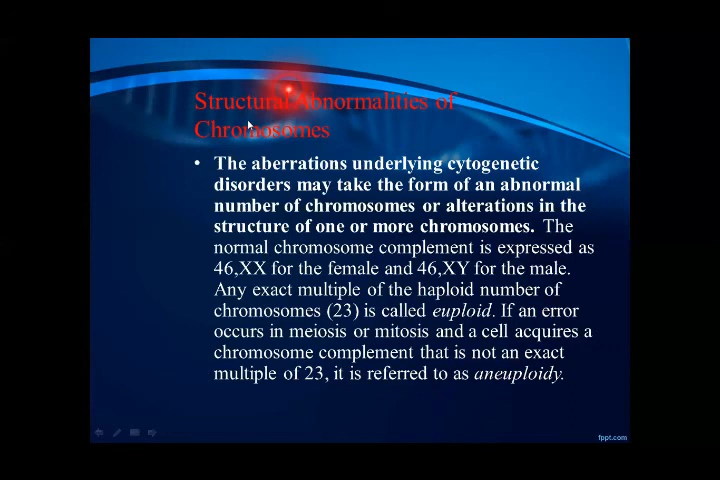 Structural Abnormalities of
Chromosomes
• The aberrations underlying cytogenetic
disorders may take the form of an abnormal
number of chromosomes or alterations in the
structure of one or more chromosomes. The
normal chromosome complement is expressed as
46,XX for the female and 46,XY for the male.
Any exact multiple of the haploid number of
chromosomes (23) is called euploid. If an error
occurs in meiosis or mitosis and a cell acquires a
chromosome complement that is not an exact
multiple of 23, it is referred to as aneuploidy.
fppt.com